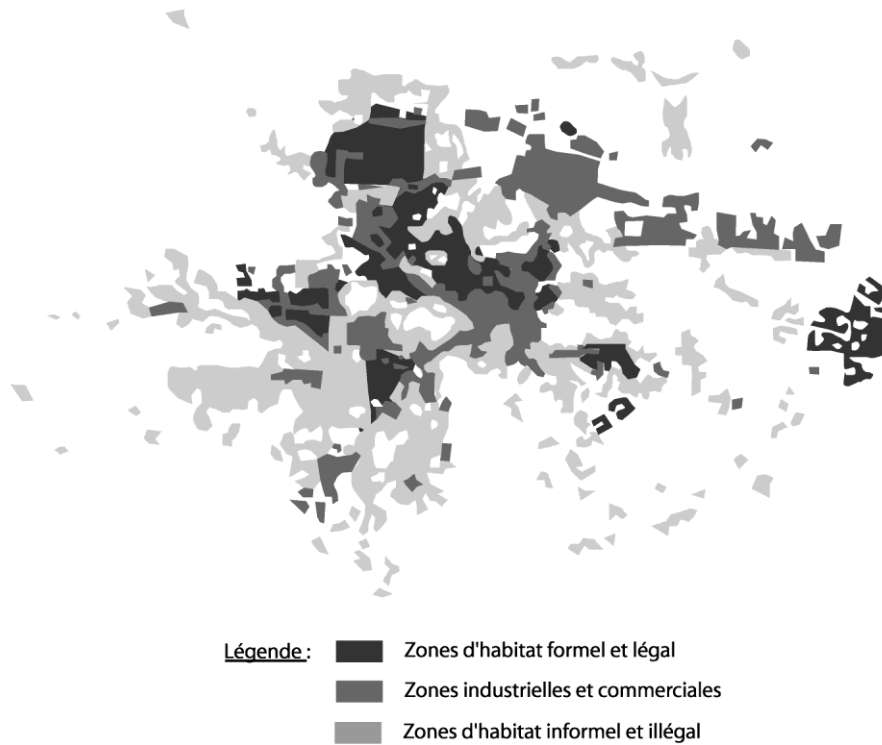 Légende :
Zones d'habitat formel et légal
Zones industrielles et commerciales
Zones d'habitat informel et illégal